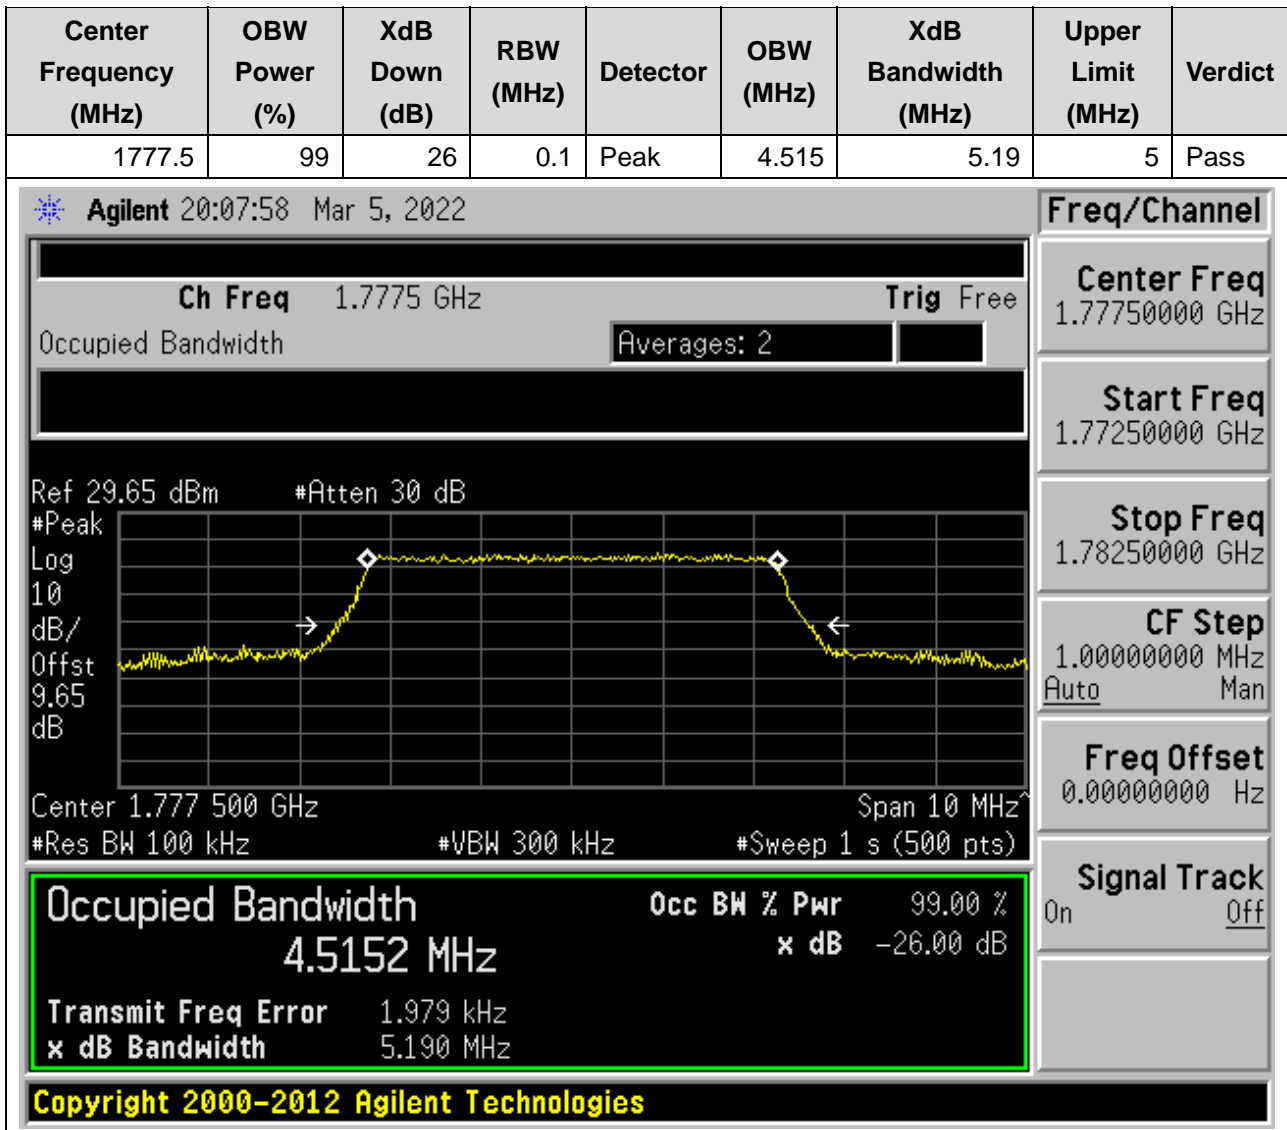 Center Frequency (MHz) OBW Power (%) XdB Down (dB) RBW (MHz) Detector OBW (MHz) XdB Bandwidth (MHz) Upper Limit (MHz) Verdict
1777.5 99 26 0.1 Peak 4.515 5.19 5 Pass
Agilent 20:07:58 Mar 5, 2022
Freq/Channel
Ch Freq 1.7775 GHz Trig Free
Occupied Bandwidth Averages: 2
Ref 29.65 dBm #Atten 30 dB
#Peak
Log
10
dB/
Offst
9.65
dB
Center 1.777 500 GHz Span 10 MHz^
#Res BW 100 kHz #VBW 300 kHz #Sweep 1 s (500 pts)
Occupied Bandwidth Occ BW % Pwr 99.00 %
4.5152 MHz x dB -26.00 dB
Transmit Freq Error 1.979 kHz
x dB Bandwidth 5.190 MHz
Center Freq
1.77750000 GHz
Start Freq
1.77250000 GHz
Stop Freq
1.78250000 GHz
CF Step
1.00000000 MHz
Auto Man
Freq Offset
0.00000000 Hz
Signal Track
On Off
Copyright 2000-2012 Agilent Technologies